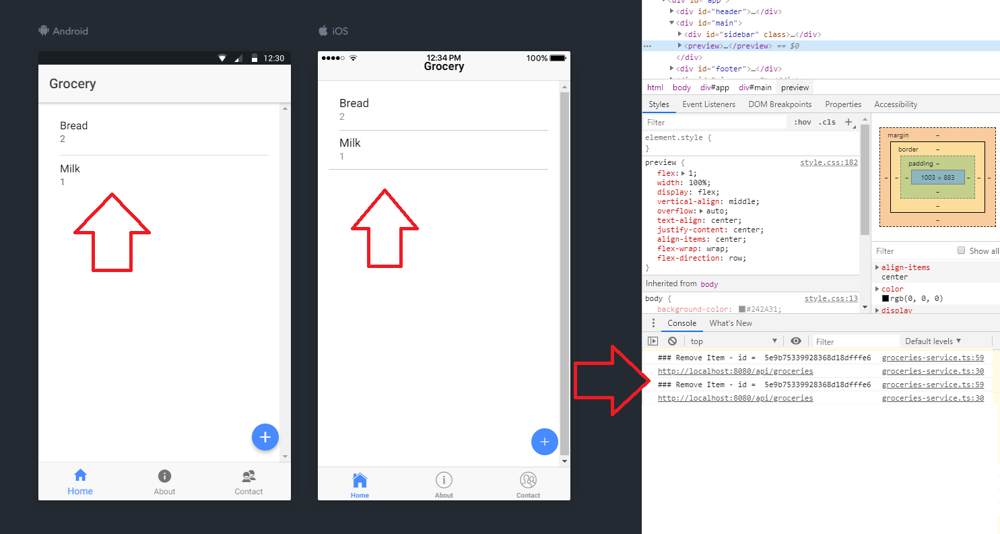 Android
12:30
Grocery
Bread
2
Milk
1
Home
About
Contact
iOS
12:34 PM
100%
Grocery
Bread
2
Milk
1
Home
About
Contact
<div id="header">…</div>
<div id="main">
<div id="sidebar" class>…</div>
<preview>…</preview> == $0
</div>
<div id="footer">…</div>
html body div#app div#main preview
Styles Event Listeners DOM Breakpoints Properties Accessibility
Filter :hov .cls +
element.style {
}
preview { style.css:182
flex: 1;
width: 100%;
display: flex;
vertical-align: middle;
overflow: auto;
text-align: center;
justify-content: center;
align-items: center;
flex-wrap: wrap;
flex-direction: row;
}
Inherited from body
body { style.css:13
background-color: #242A31;
margin –
border –
padding –
– – – 1003 × 883 – – –
–
–
–
Filter Show all
align-items
center
color
rgb(0, 0, 0)
display
Console What's New
top Filter Default levels
### Remove Item - id = 5e9b75339928368d18dfffe6 groceries-service.ts:59
http://localhost:8080/api/groceries groceries-service.ts:30
### Remove Item - id = 5e9b75339928368d18dfffe6 groceries-service.ts:59
http://localhost:8080/api/groceries groceries-service.ts:30